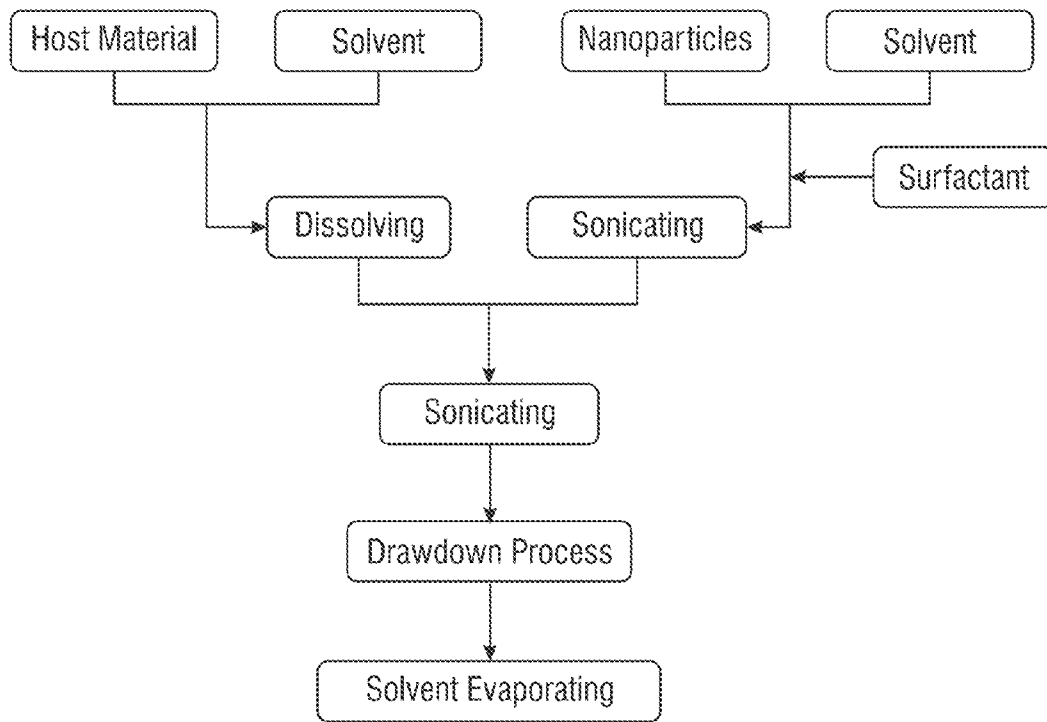 Host Material
Solvent
Nanoparticles
Solvent
Surfactant
Dissolving
Sonicating
Sonicating
Drawdown Process
Solvent Evaporating